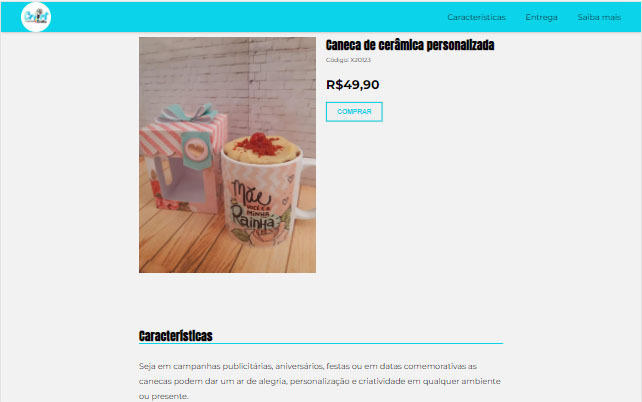 Características Entrega Saiba mais
Caneca de cerâmica personalizada
Código: X20123
R$49,90
COMPRAR
Mãe
VOCÊ É A
MINHA
Rainha
Características
Seja em campanhas publicitárias, aniversários, festas ou em datas comemorativas as
canecas podem dar um ar de alegria, personalização e criatividade em qualquer ambiente
ou presente.